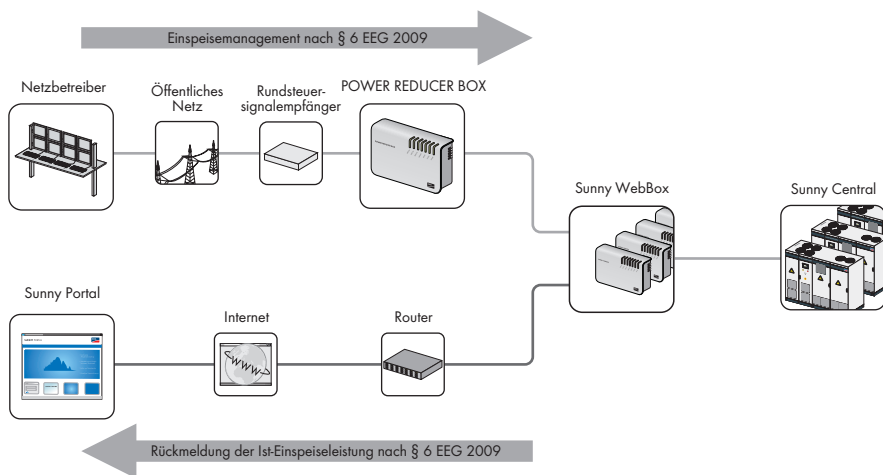 Einspeisemanagement nach § 6 EEG 2009
Netzbetreiber
Öffentliches
Netz
Rundsteuer-
signalempfänger
POWER REDUCER BOX
Sunny WebBox
Sunny Central
Sunny Portal
Internet
Router
WWW
Rückmeldung der Ist-Einspeiseleistung nach § 6 EEG 2009